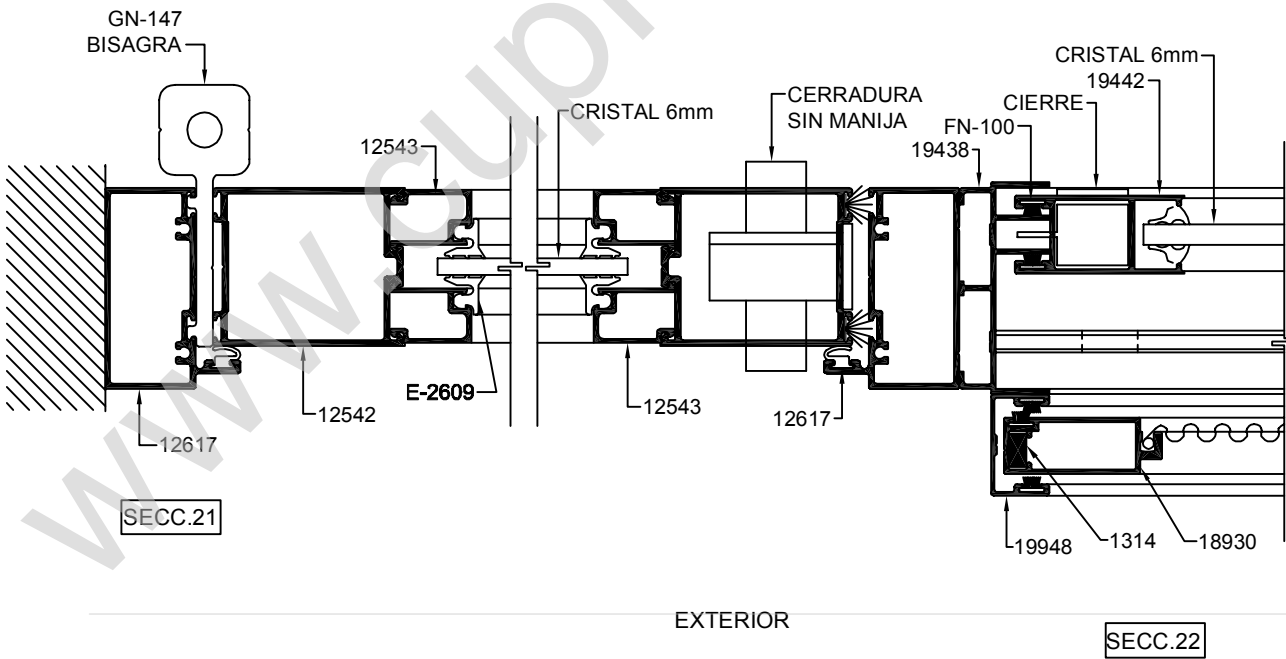 GN-147
BISAGRA
CRISTAL 6mm
12543
CERRADURA
SIN MANIJA
CRISTAL 6mm
19442
CIERRE
FN-100
19438
E-2609
12542
12543
12617
12617
SECC.21
19948
1314
18930
EXTERIOR
SECC.22
www.cup